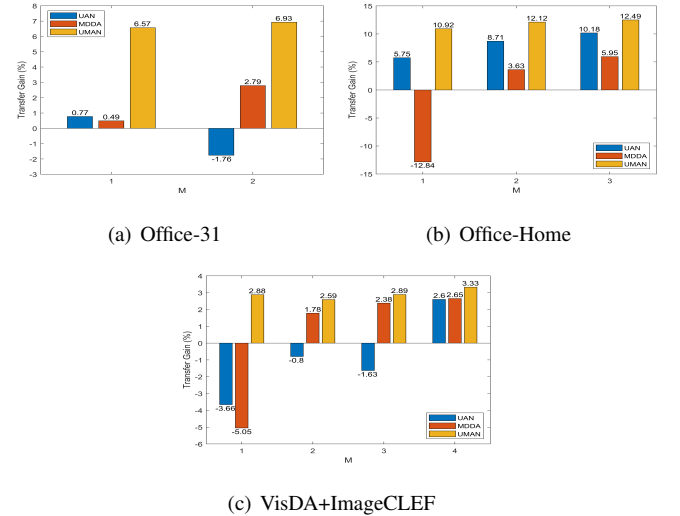 8
7
6
5
4
3
2
1
0
-1
-2
-3
Transfer Gain (%)
UAN
MDDA
UMAN
0.77
0.49
6.57
-1.76
2.79
6.93
1 2
M
(a) Office-31
15
10
5
0
-5
-10
-15
Transfer Gain (%)
5.75
-12.84
10.92
8.71
3.63
12.12
10.18
5.95
12.49
UAN
MDDA
UMAN
1 2 3
M
(b) Office-Home
4
3
2
1
0
-1
-2
-3
-4
-5
-6
Transfer Gain (%)
-3.66
-5.05
2.88
-0.8
1.78
2.59
-1.63
2.38
2.89
2.6
2.65
3.33
UAN
MDDA
UMAN
1 2 3 4
M
(c) VisDA+ImageCLEF